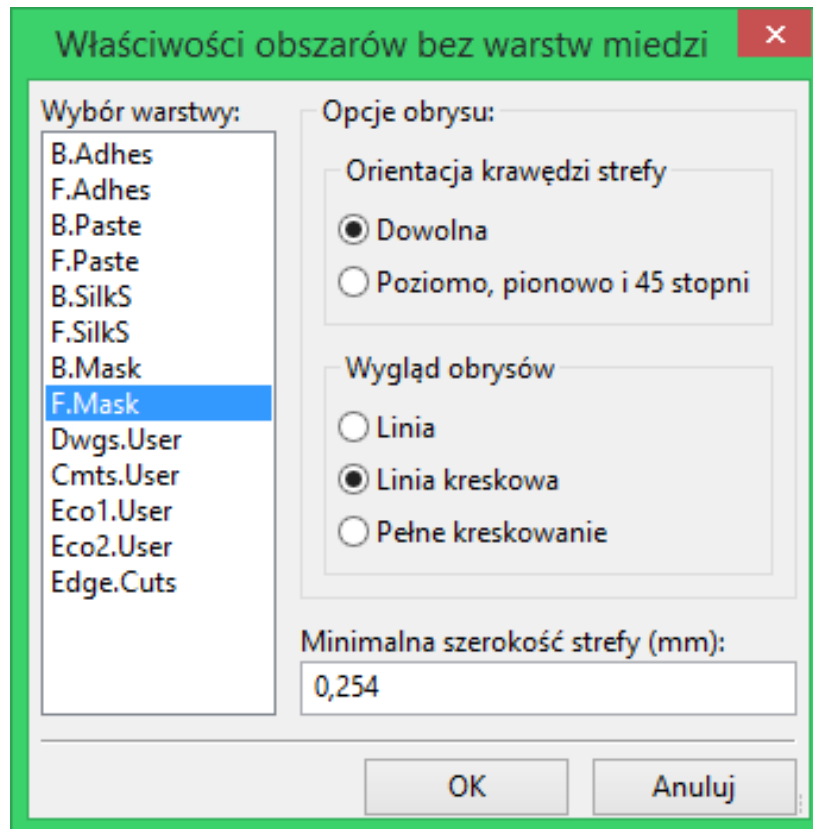 Właściwości obszarów bez warstw miedzi
Wybór warstwy:
B.Adhes
F.Adhes
B.Paste
F.Paste
B.SilkS
F.SilkS
B.Mask
F.Mask
Dwgs.User
Cmts.User
Eco1.User
Eco2.User
Edge.Cuts
Opcje obrysu:
Orientacja krawędzi strefy
Dowolna
Poziomo, pionowo i 45 stopni
Wygląd obrysów
Linia
Linia kreskowa
Pełne kreskowanie
Minimalna szerokość strefy (mm):
0,254
OK
Anuluj